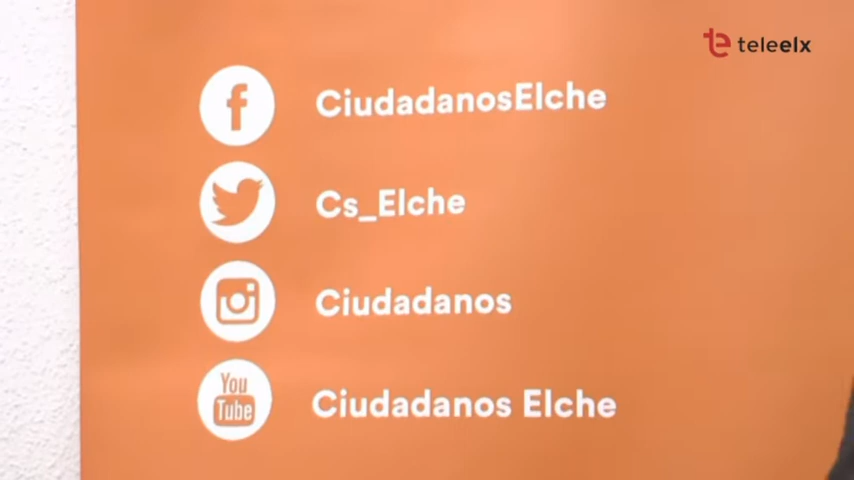 teleelx
CiudadanosElche
Cs_Elche
Ciudadanos
You
Tube
Ciudadanos Elche